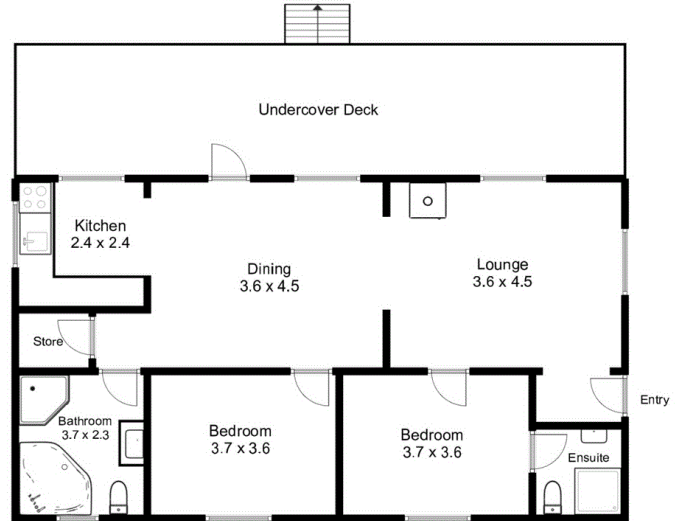 Undercover Deck
Kitchen
2.4 x 2.4
Dining
3.6 x 4.5
Lounge
3.6 x 4.5
Store
Entry
Bathroom
3.7 x 2.3
Bedroom
3.7 x 3.6
Bedroom
3.7 x 3.6
Ensuite